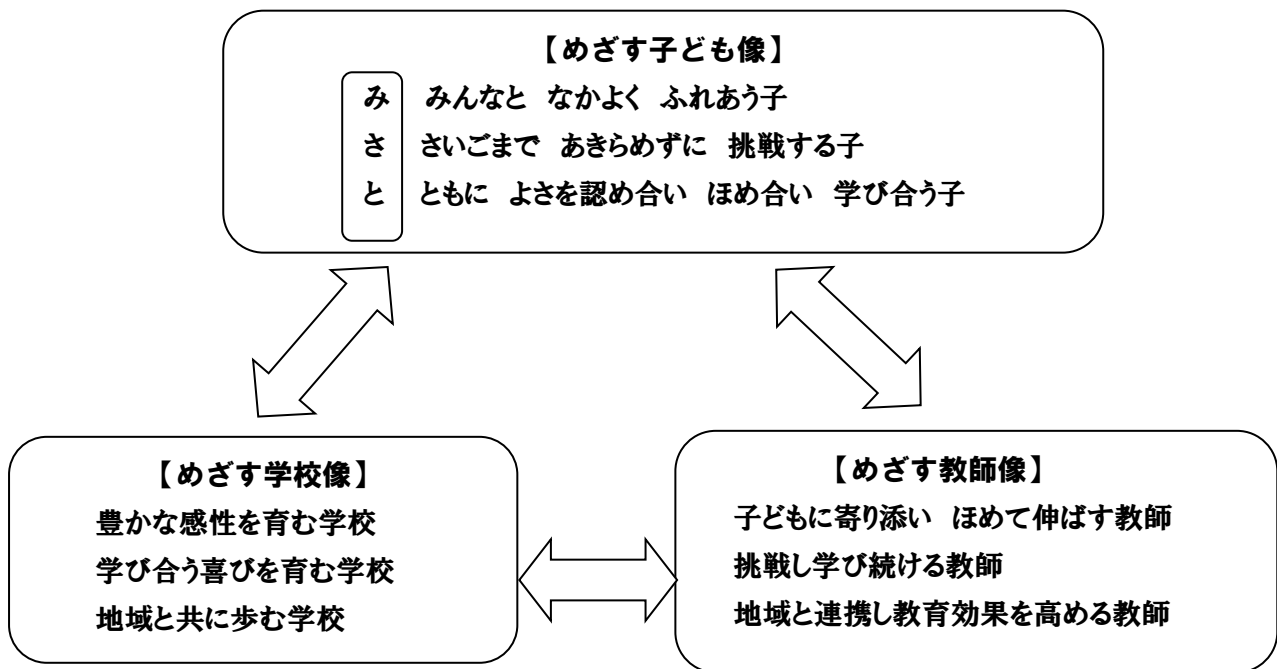 【めざす子ども像】
み みんなと なかよく ふれあう子
さ さいごまで あきらめずに 挑戦する子
と ともに よさを認め合い ほめ合い 学び合う子
【めざす学校像】
豊かな感性を育む学校
学び合う喜びを育む学校
地域と共に歩む学校
【めざす教師像】
子どもに寄り添い ほめて伸ばす教師
挑戦し学び続ける教師
地域と連携し教育効果を高める教師